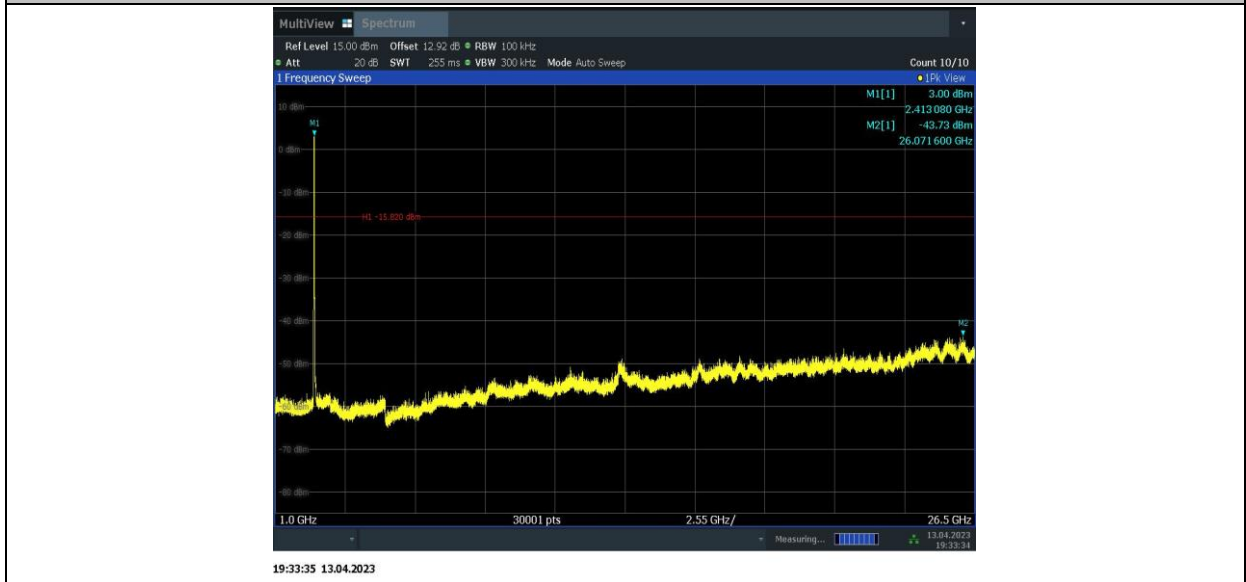 MultiView Spectrum
Ref Level 15.00 dBm Offset 12.92 dB RBW 100 kHz
Att 20 dB SWT 255 ms VBW 300 kHz Mode Auto Sweep Count 10/10
1 Frequency Sweep 1Pk View
M1[1] 3.00 dBm
2.413 080 GHz
M2[1] -43.73 dBm
26.071 600 GHz
10 dBm
M1
0 dBm
-10 dBm
H1 -15.820 dBm
-20 dBm
-30 dBm
-40 dBm
M2
-50 dBm
-60 dBm
-70 dBm
-80 dBm
1.0 GHz 30001 pts 2.55 GHz/ 26.5 GHz
Measuring... 13.04.2023
19:33:34
19:33:35 13.04.2023